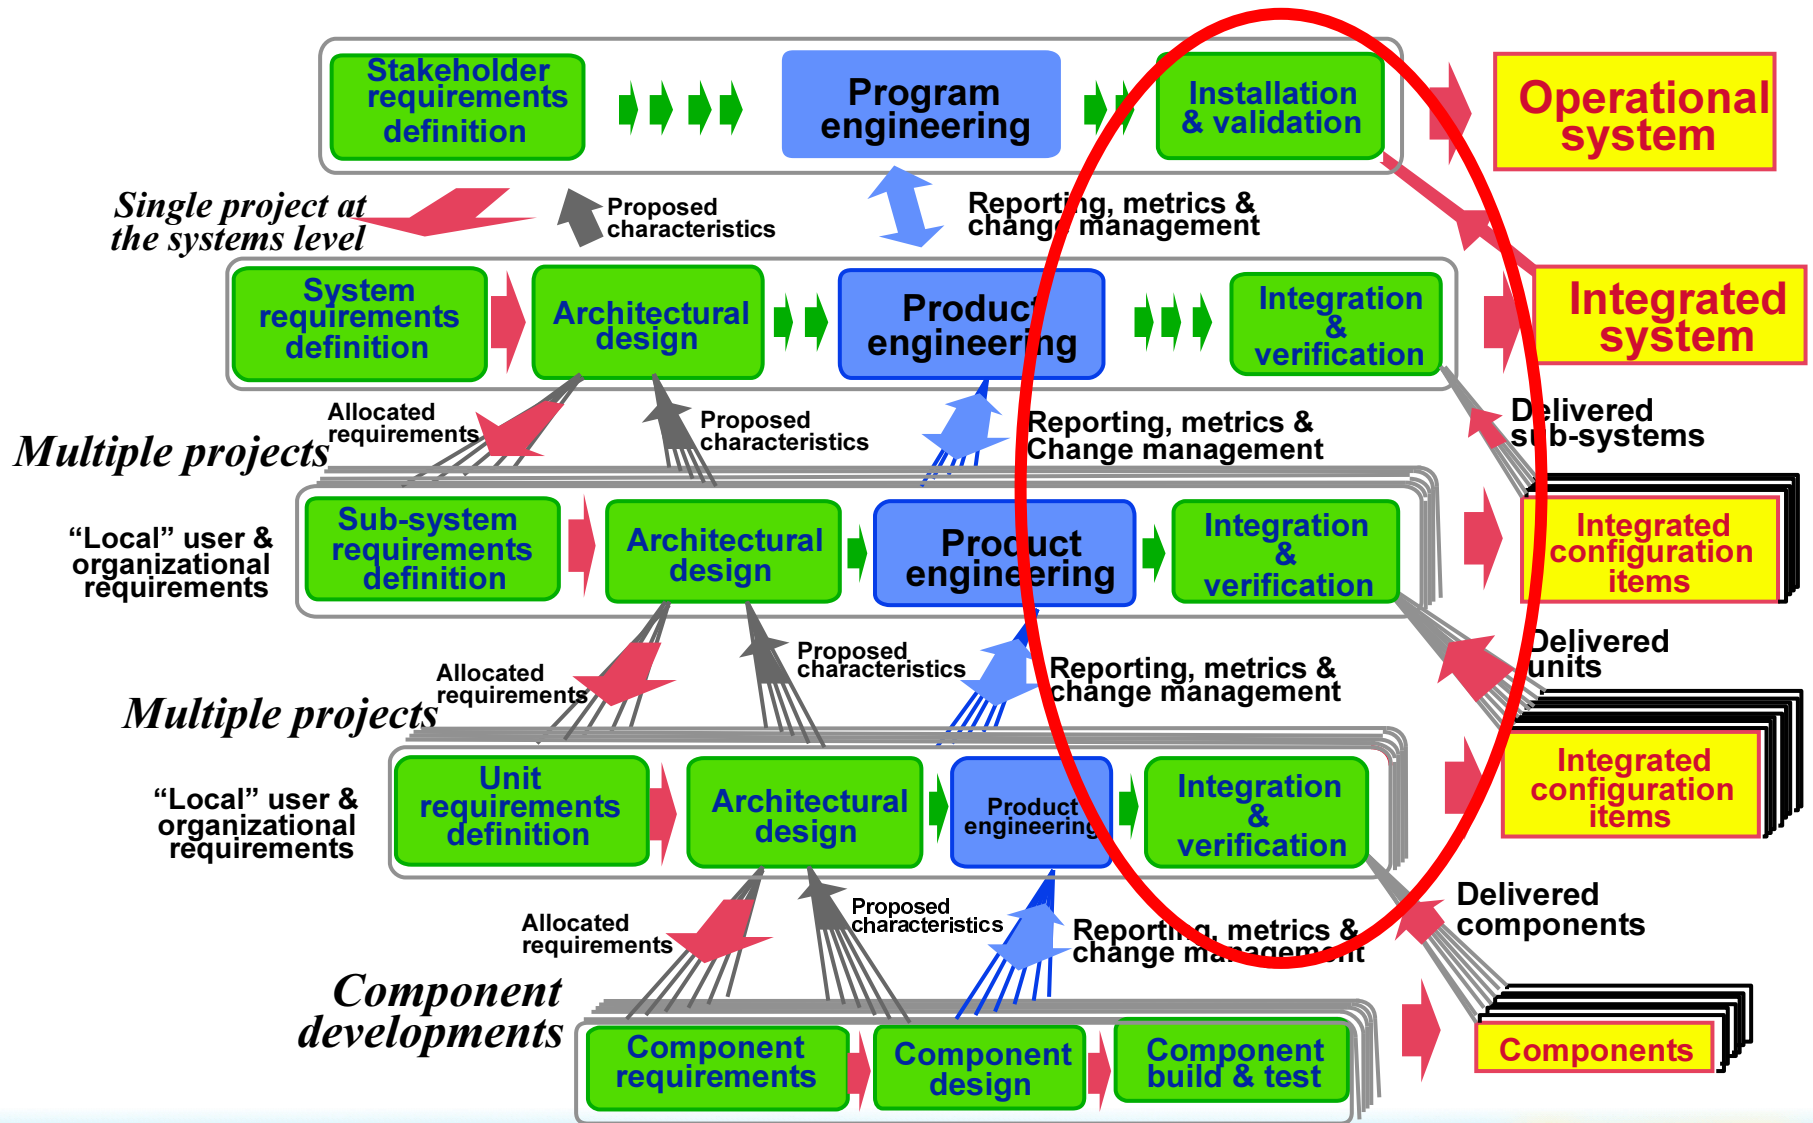 Stakeholder
requirements
definition
Program
engineering
Installation
& validation
Operational
system
Single project at
the systems level
Proposed
characteristics
Reporting, metrics &
change management
System
requirements
definition
Architectural
design
Product
engineering
Integration
&
verification
Integrated
system
Allocated
requirements
Proposed
characteristics
Reporting, metrics &
Change management
Delivered
sub-systems
Multiple projects
“Local” user &
organizational
requirements
Sub-system
requirements
definition
Architectural
design
Product
engineering
Integration
&
verification
Integrated
configuration
items
Allocated
requirements
Proposed
characteristics
Reporting, metrics &
change management
Delivered
units
Multiple projects
“Local” user &
organizational
requirements
Unit
requirements
definition
Architectural
design
Product
engineering
Integration
&
verification
Integrated
configuration
items
Allocated
requirements
Proposed
characteristics
Reporting, metrics &
change management
Delivered
components
Component
developments
Component
requirements
Component
design
Component
build & test
Components